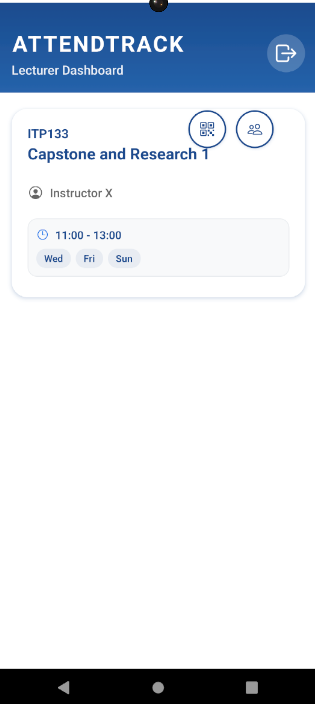 ATTENDTRACK
Lecturer Dashboard
ITP133
Capstone and Research 1
Instructor X
11:00 - 13:00
Wed Fri Sun